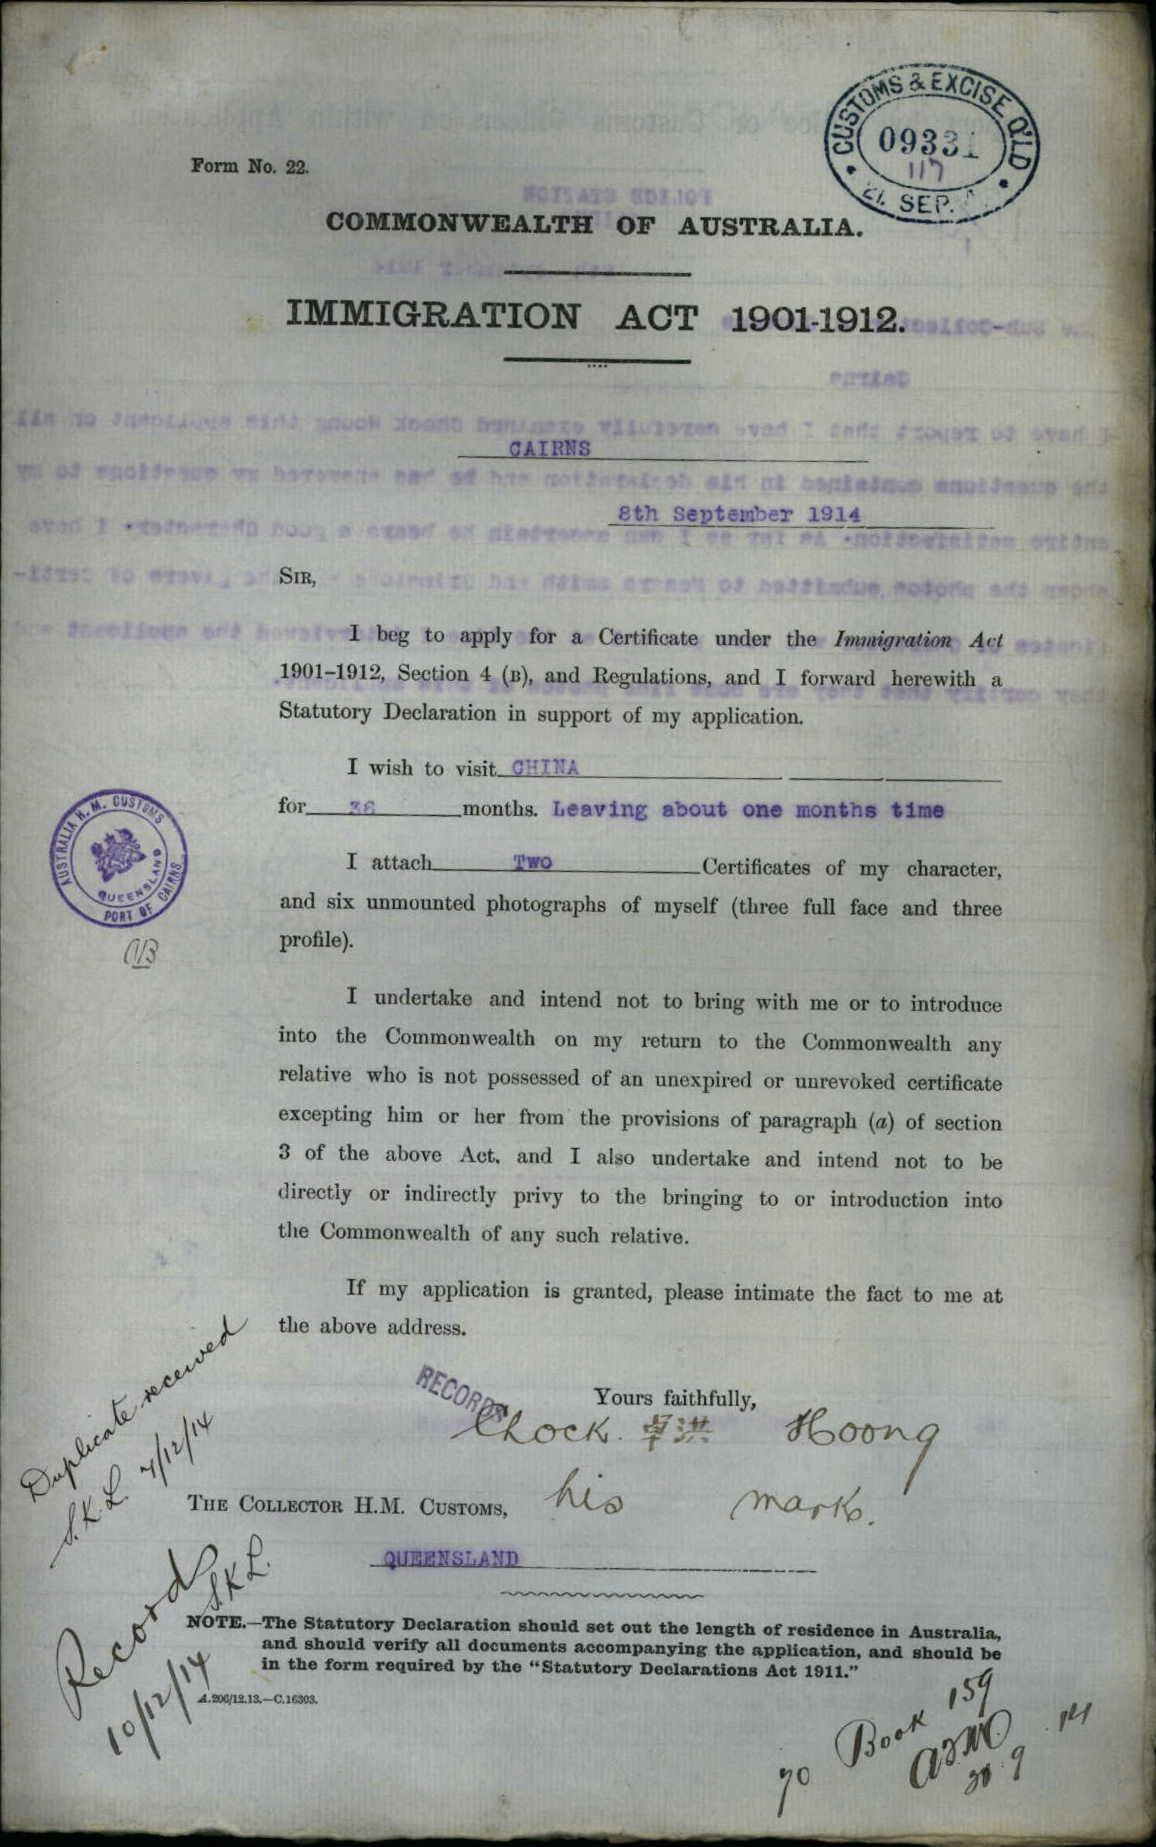 CUSTOMS & EXCISE Q'LD
09331
117
21. SEP.
Form No. 22.
COMMONWEALTH OF AUSTRALIA.
IMMIGRATION ACT 1901-1912.
CAIRNS
8th September 1914
SIR,
I beg to apply for a Certificate under the Immigration Act
1901–1912, Section 4 (B), and Regulations, and I forward herewith a
Statutory Declaration in support of my application.
I wish to visit CHINA
for 36 months. Leaving about one months time
AUSTRALIA H. M. CUSTOMS
QUEENSLAND
PORT OF CAIRNS
I attach Two Certificates of my character,
and six unmounted photographs of myself (three full face and three
profile).
I undertake and intend not to bring with me or to introduce
into the Commonwealth on my return to the Commonwealth any
relative who is not possessed of an unexpired or unrevoked certificate
excepting him or her from the provisions of paragraph (a) of section
3 of the above Act, and I also undertake and intend not to be
directly or indirectly privy to the bringing to or introduction into
the Commonwealth of any such relative.
If my application is granted, please intimate the fact to me at
the above address.
RECORDS
Yours faithfully,
Chock. 卓洪 Hoong
his mark.
Duplicate received
S.K.L. 7/12/14
THE COLLECTOR H.M. CUSTOMS,
QUEENSLAND
Record S.K.L.
10/12/14
NOTE.—The Statutory Declaration should set out the length of residence in Australia,
and should verify all documents accompanying the application, and should be
in the form required by the “Statutory Declarations Act 1911.”
A.206/12.13.—C.16303.
70 Book 159
9 14